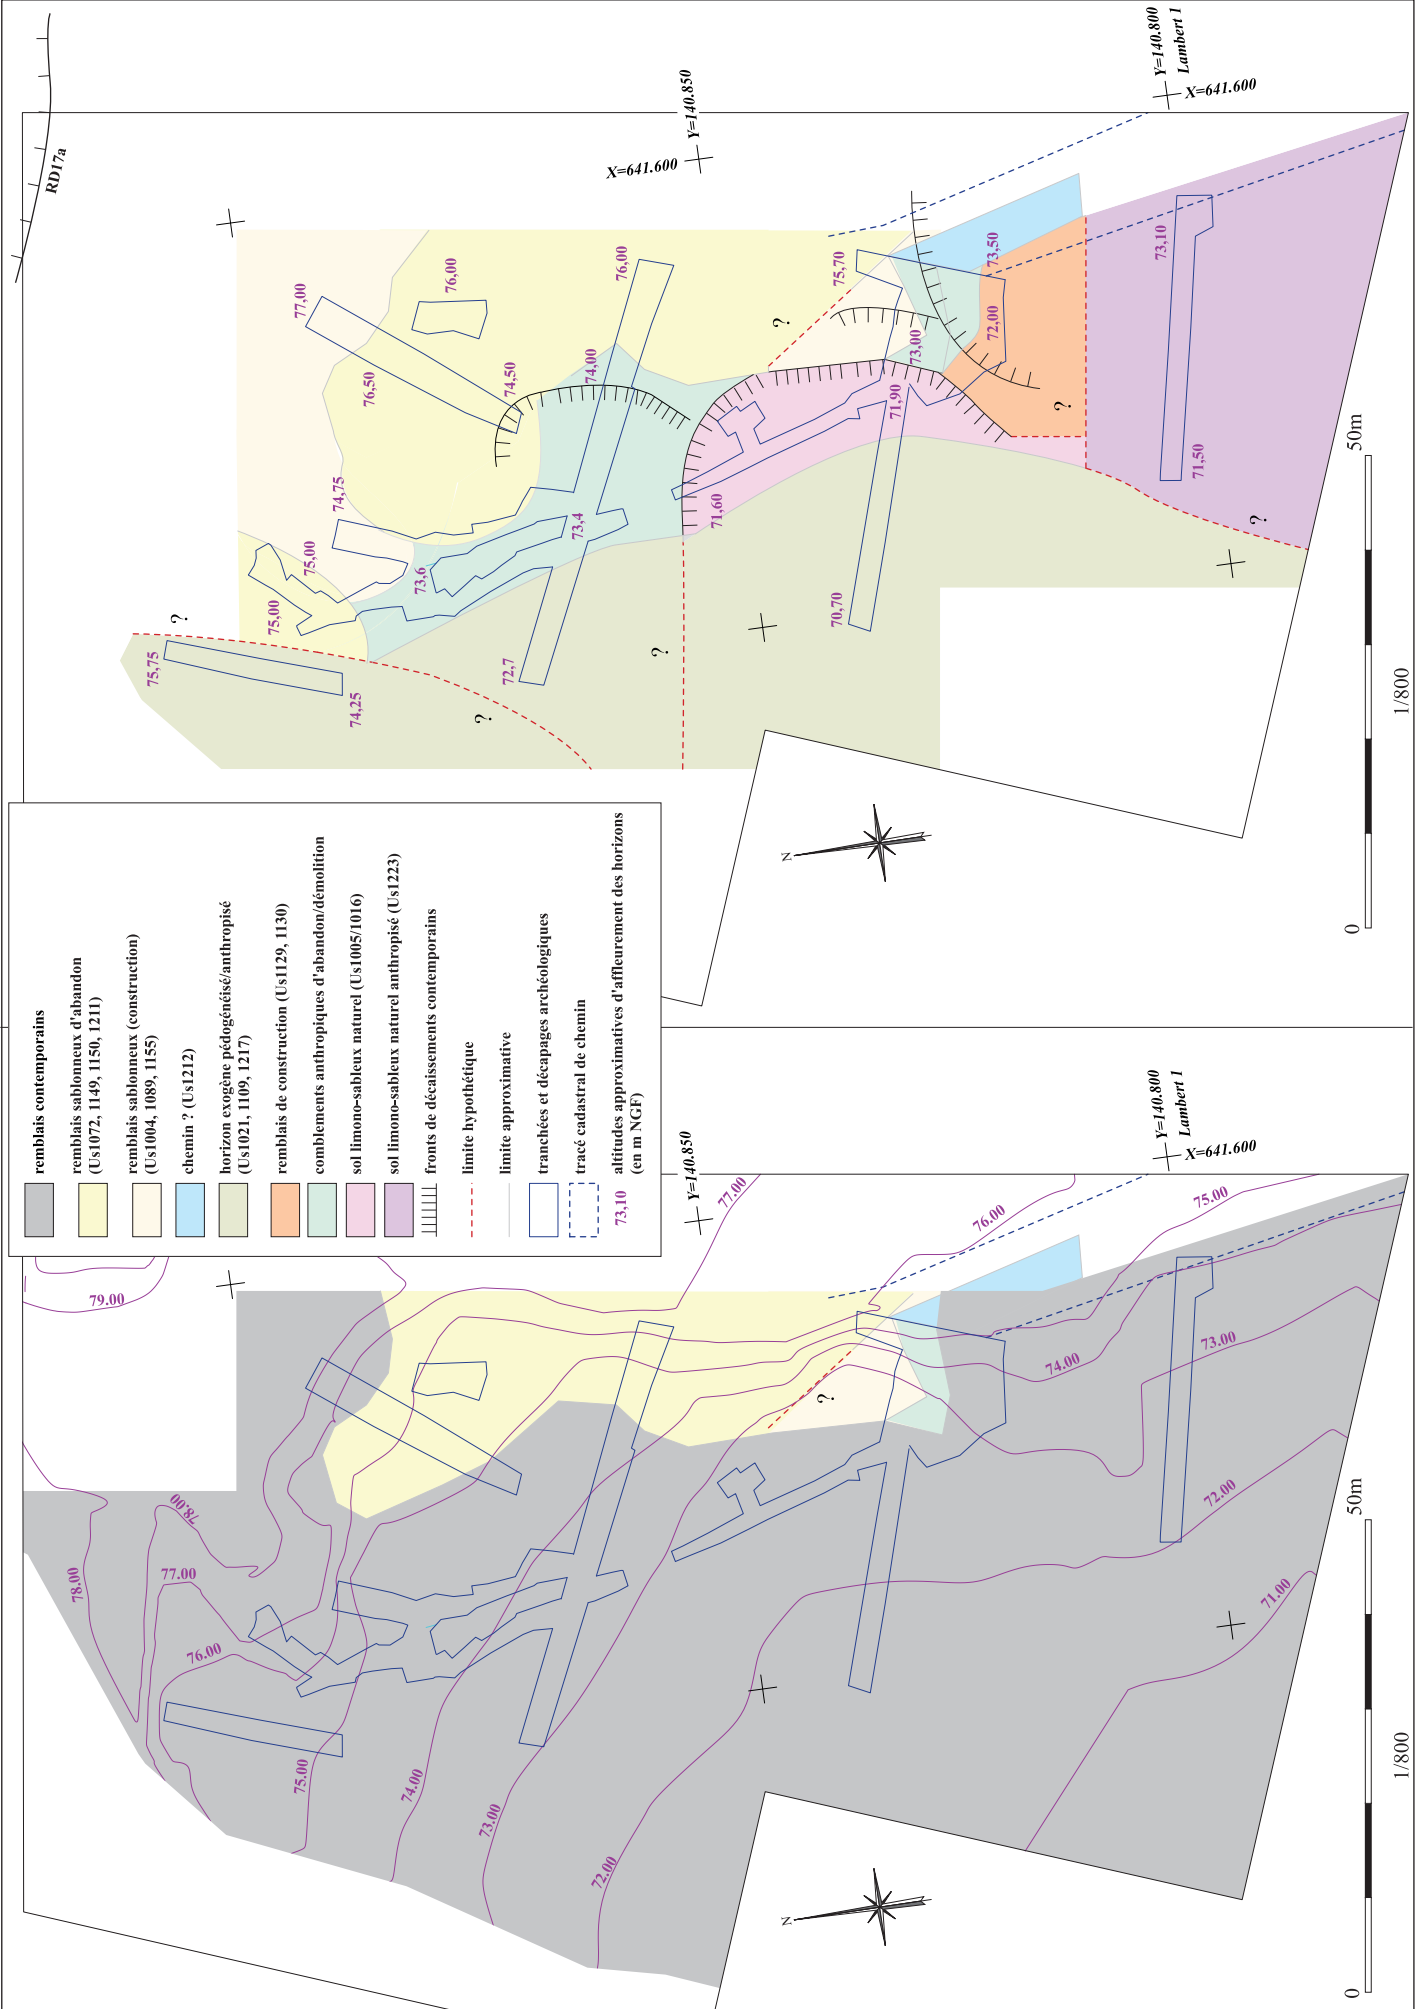 RD17a
Y=140.850
X=641.600
Y=140.800
Lambert 1
X=641.600
77,00
76,00
76,50
76,00
74,50
74,00
74,75
75,00
75,00
73,6
73,4
72,7
75,75
74,25
75,70
73,50
72,00
73,00
71,90
71,60
70,70
73,10
71,50
?
?
?
?
?
?
N
0
50m
1/800
remblais contemporains
remblais sablonneux d'abandon
(Us1072, 1149, 1150, 1211)
remblais sablonneux (construction)
(Us1004, 1089, 1155)
chemin ? (Us1212)
horizon exogène pédogénéisé/anthropisé
(Us1021, 1109, 1217)
remblais de construction (Us1129, 1130)
comblements anthropiques d'abandon/démolition
sol limono-sableux naturel (Us1005/1016)
sol limono-sableux naturel anthropisé (Us1223)
fronts de décaissements contemporains
limite hypothétique
limite approximative
tranchées et décapages archéologiques
tracé cadastral de chemin
73,10
altitudes approximatives d'affleurement des horizons
(en m NGF)
Y=140.850
Y=140.800
Lambert 1
X=641.600
79.00
78.00
78.00
77.00
77.00
76.00
76.00
75.00
75.00
74.00
74.00
73.00
73.00
72.00
72.00
71.00
?
N
0
50m
1/800